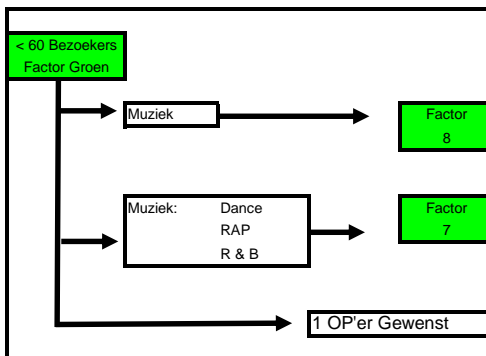 < 60 Bezoekers
Factor Groen
Muziek
Factor
8
Muziek: Dance
RAP
R & B
Factor
7
1 OP'er Gewenst